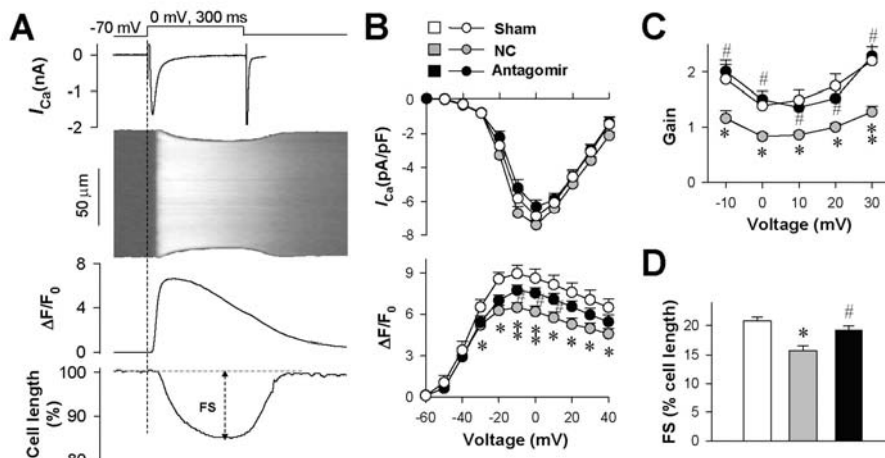 A
-70 mV
0 mV, 300 ms
I Ca(nA)
0
-1
-2
50 μm
ΔF/F0
8
4
0
Cell length
(%)
100
90
80
FS
B
Sham
NC
Antagomir
ICa(pA/pF)
0
-2
-4
-6
-8
ΔF/F0
9
6
3
0
# # #
* * * * * * * *
* *
-60 -40 -20 0 20 40
Voltage (mV)
C
Gain
2
1
0
# # # # #
* * * * *
*
-10 0 10 20 30
Voltage (mV)
D
FS (% cell length)
20
15
10
5
0
* #